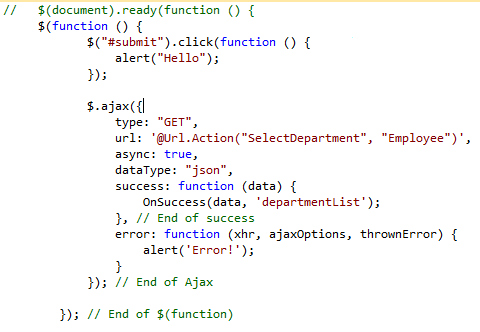 //   $(document).ready(function () {
$(function () {
$("#submit").click(function () {
alert("Hello");
});
$.ajax({
type: "GET",
url: '@Url.Action("SelectDepartment", "Employee")',
async: true,
dataType: "json",
success: function (data) {
OnSuccess(data, 'departmentList');
}, // End of success
error: function (xhr, ajaxOptions, thrownError) {
alert('Error!');
}
}); // End of Ajax
}); // End of $(function)